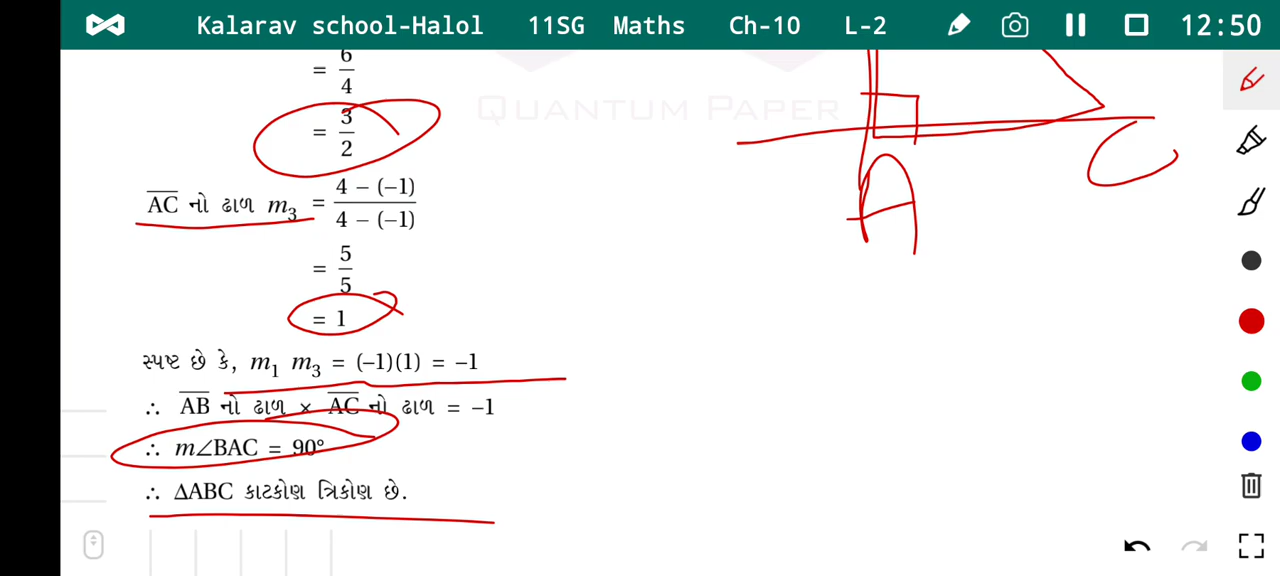 Kalarav school-Halol 11SG Maths Ch-10 L-2 12:50
QUANTUM PAPER
= 6/4
= 3/2
AC નો ઢાળ m₃ = 4 − (−1) / 4 − (−1)
= 5/5
= 1
સ્પષ્ટ છે કે, m₁ m₃ = (−1)(1) = −1
∴ AB નો ઢાળ × AC નો ઢાળ = −1
∴ m∠BAC = 90°
∴ ΔABC કાટકોણ ત્રિકોણ છે.
A
C